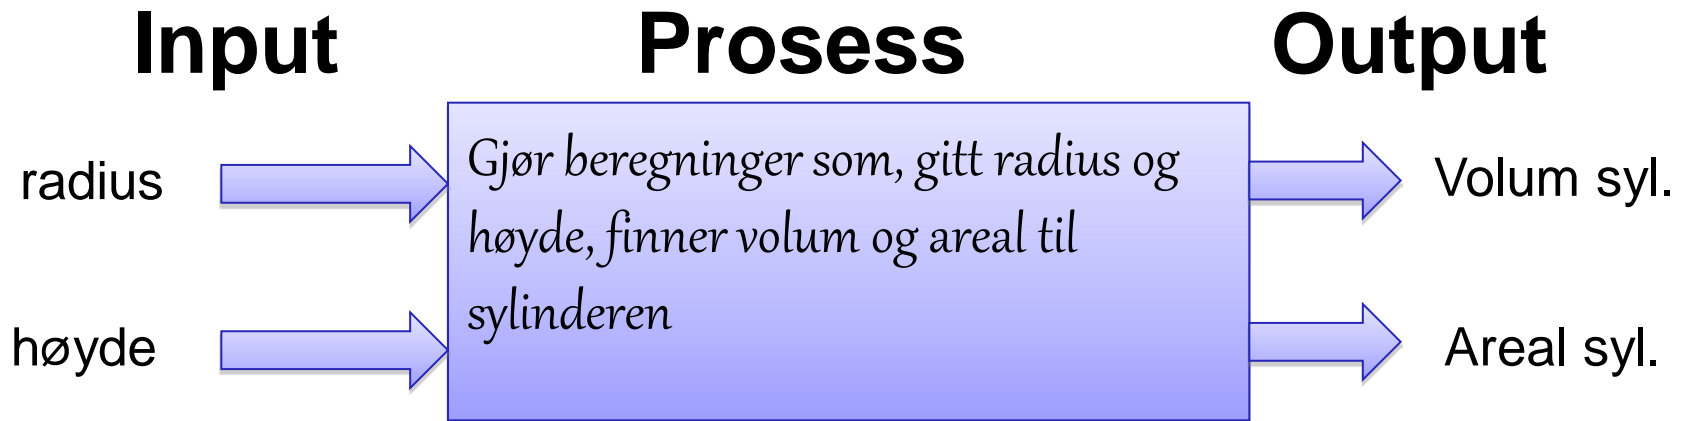 Input Prosess Output
radius
høyde
Gjør beregninger som, gitt radius og
høyde, finner volum og areal til
sylinderen
Volum syl.
Areal syl.